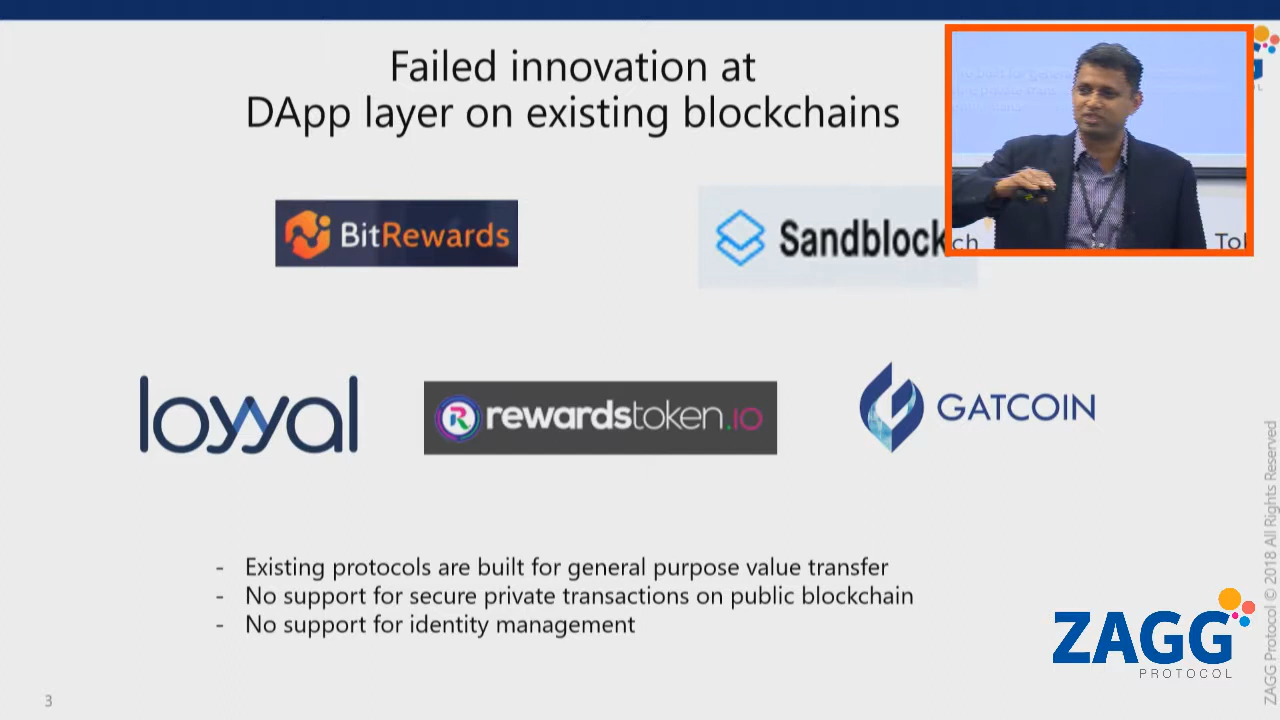 Failed innovation at
DApp layer on existing blockchains
BitRewards
Sandblock
ch
Tol
loyyal
rewardstoken.io
GATCOIN
- Existing protocols are built for general purpose value transfer
- No support for secure private transactions on public blockchain
- No support for identity management
ZAGG
PROTOCOL
ZAGG Protocol © 2018 All Rights Reserved
3